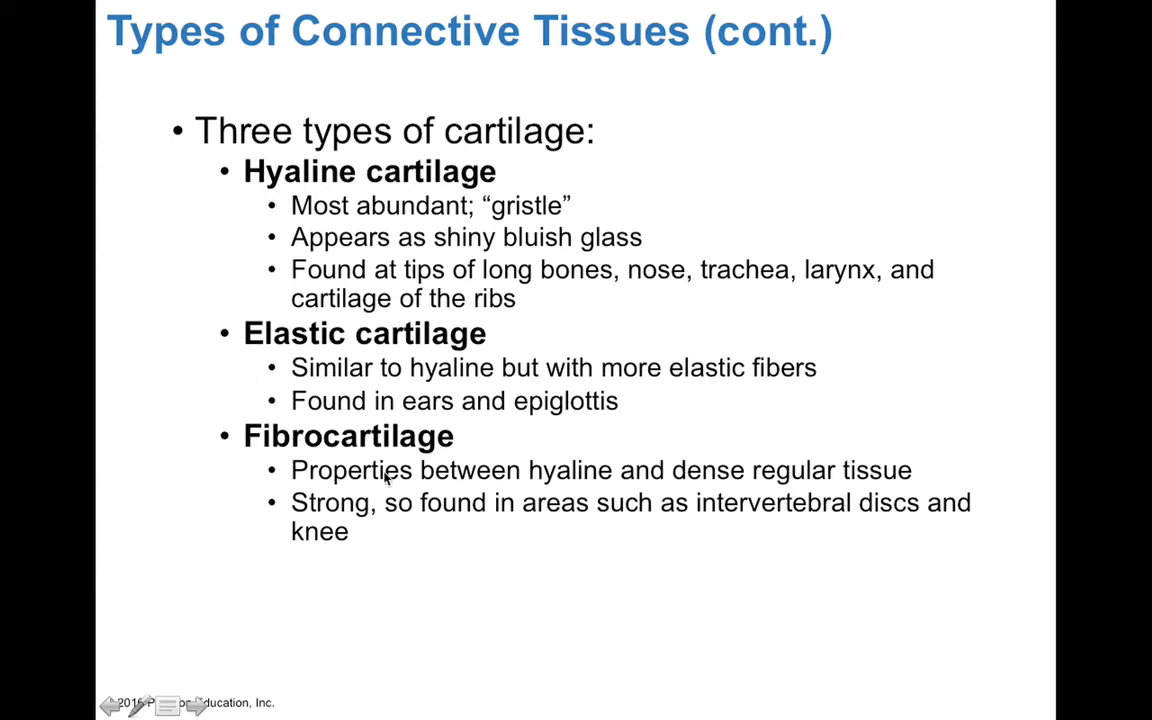 Types of Connective Tissues (cont.)
• Three types of cartilage:
• Hyaline cartilage
• Most abundant; “gristle”
• Appears as shiny bluish glass
• Found at tips of long bones, nose, trachea, larynx, and
cartilage of the ribs
• Elastic cartilage
• Similar to hyaline but with more elastic fibers
• Found in ears and epiglottis
• Fibrocartilage
• Properties between hyaline and dense regular tissue
• Strong, so found in areas such as intervertebral discs and
knee
Education, Inc.